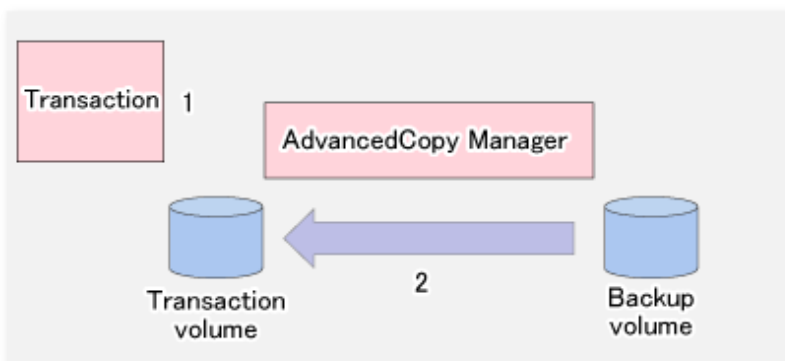 Transaction 1
AdvancedCopy Manager
2
Transaction
volume
Backup
volume